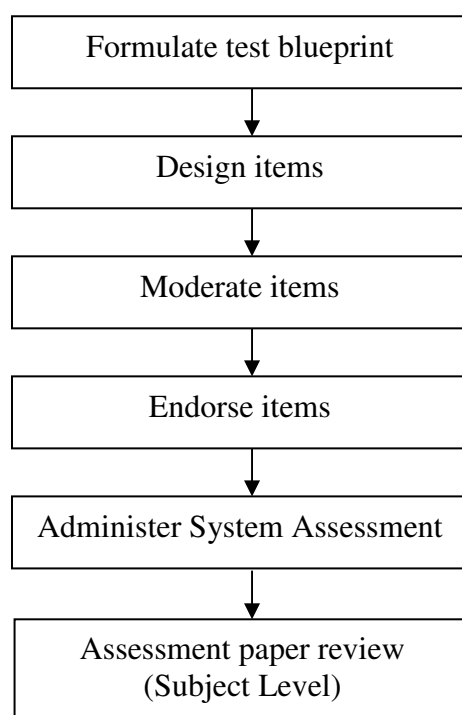 Formulate test blueprint
Design items
Moderate items
Endorse items
Administer System Assessment
Assessment paper review
(Subject Level)